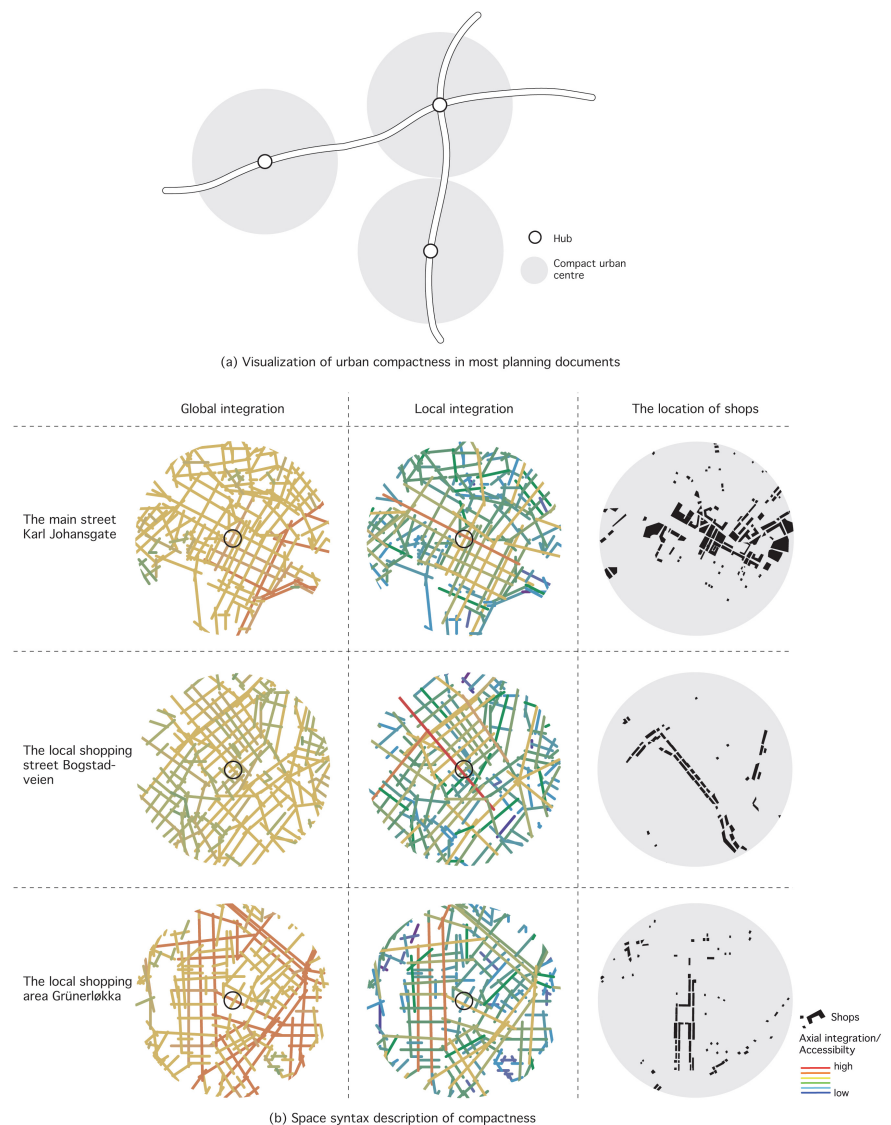 Hub
Compact urban
centre
(a) Visualization of urban compactness in most planning documents
Global integration
Local integration
The location of shops
The main street
Karl Johansgate
The local shopping
street Bogstad-
veien
The local shopping
area Grünerløkka
Shops
Axial integration/
Accessibilty
high
low
(b) Space syntax description of compactness